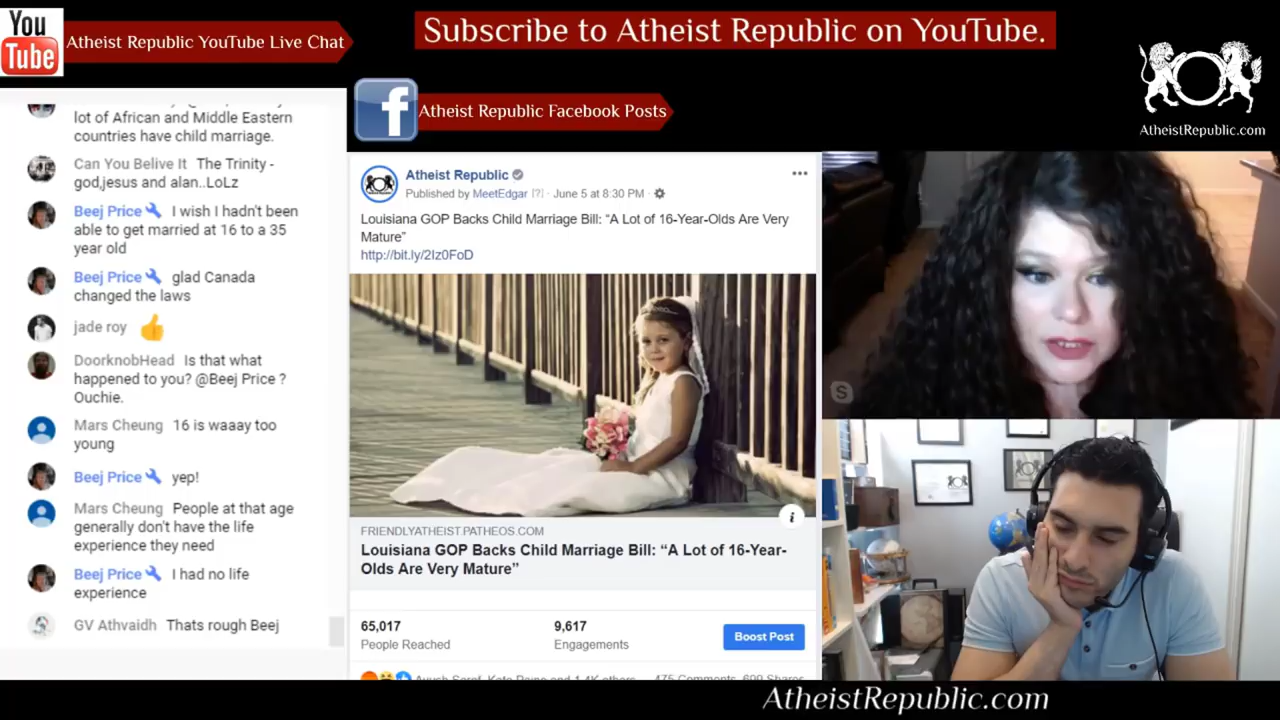 You
Tube
Atheist Republic YouTube Live Chat
Subscribe to Atheist Republic on YouTube.
AtheistRepublic.com
f
Atheist Republic Facebook Posts
lot of African and Middle Eastern
countries have child marriage.
Can You Belive It The Trinity -
god,jesus and alan..LoLz
Beej Price I wish I hadn't been
able to get married at 16 to a 35
year old
Beej Price glad Canada
changed the laws
jade roy
DoorknobHead Is that what
happened to you? @Beej Price ?
Ouchie.
Mars Cheung 16 is waaay too
young
Beej Price yep!
Mars Cheung People at that age
generally don't have the life
experience they need
Beej Price I had no life
experience
GV Athvaidh Thats rough Beej
Atheist Republic
Published by MeetEdgar [?] · June 5 at 8:30 PM ·
Louisiana GOP Backs Child Marriage Bill: “A Lot of 16-Year-Olds Are Very
Mature”
http://bit.ly/2Iz0FoD
FRIENDLYATHEIST.PATHEOS.COM
Louisiana GOP Backs Child Marriage Bill: “A Lot of 16-Year-
Olds Are Very Mature”
65,017
People Reached
9,617
Engagements
Boost Post
475 Comments 699 Shares
AtheistRepublic.com